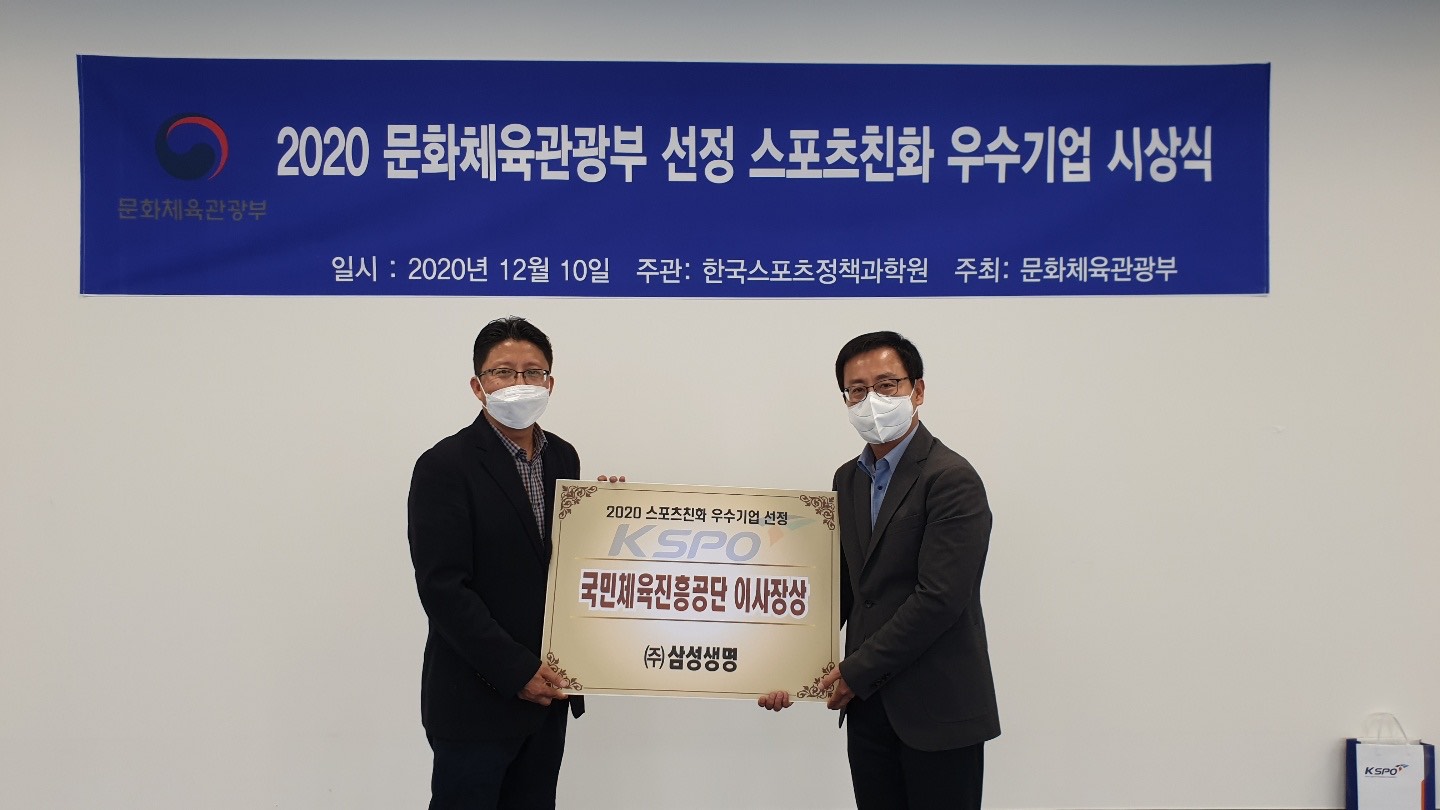 2020 문화체육관광부 선정 스포츠친화 우수기업 시상식
문화체육관광부
일시 : 2020년 12월 10일 주관: 한국스포츠정책과학원 주최: 문화체육관광부
2020 스포츠친화 우수기업 선정
KSPO
국민체육진흥공단 이사장상
(주) 삼성생명
KSPO